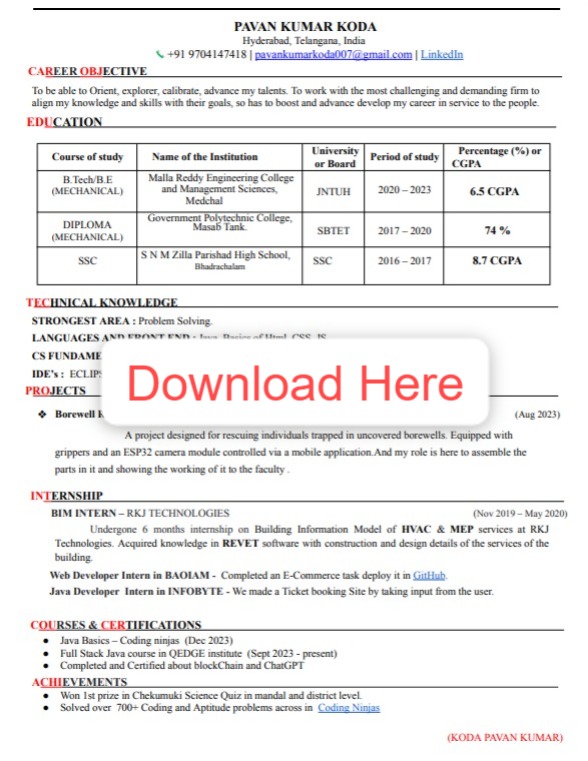 PAVAN KUMAR KODA
Hyderabad, Telangana, India
+91 9704147418 | pavankumarkoda007@gmail.com | LinkedIn
CAREER OBJECTIVE
To be able to Orient, explorer, calibrate, advance my talents. To work with the most challenging and demanding firm to
align my knowledge and skills with their goals, so has to boost and advance develop my career in service to the people.
EDUCATION
Course of study Name of the Institution University or Board Period of study Percentage (%) or CGPA
B.Tech/B.E (MECHANICAL) Malla Reddy Engineering College and Management Sciences, Medchal JNTUH 2020 – 2023 6.5 CGPA
DIPLOMA (MECHANICAL) Government Polytechnic College, Masab Tank. SBTET 2017 – 2020 74 %
SSC S N M Zilla Parishad High School, Bhadrachalam SSC 2016 – 2017 8.7 CGPA
TECHNICAL KNOWLEDGE
STRONGEST AREA : Problem Solving.
LANGUAGES AND FRONT END : Java, Basics of Html, CSS, JS
CS FUNDAME
IDE's : ECLIPS
Download Here
PROJECTS
❖ Borewell (Aug 2023)
A project designed for rescuing individuals trapped in uncovered borewells. Equipped with
grippers and an ESP32 camera module controlled via a mobile application.And my role is here to assemble the
parts in it and showing the working of it to the faculty .
INTERNSHIP
BIM INTERN – RKJ TECHNOLOGIES (Nov 2019 – May 2020)
Undergone 6 months internship on Building Information Model of HVAC & MEP services at RKJ
Technologies. Acquired knowledge in REVET software with construction and design details of the services of the
building.
Web Developer Intern in BAOIAM - Completed an E-Commerce task deploy it in GitHub.
Java Developer Intern in INFOBYTE - We made a Ticket booking Site by taking input from the user.
COURSES & CERTIFICATIONS
• Java Basics – Coding ninjas (Dec 2023)
• Full Stack Java course in QEDGE institute (Sept 2023 - present)
• Completed and Certified about blockChain and ChatGPT
ACHIEVEMENTS
• Won 1st prize in Chekumuki Science Quiz in mandal and district level.
• Solved over 700+ Coding and Aptitude problems across in Coding Ninjas
(KODA PAVAN KUMAR)